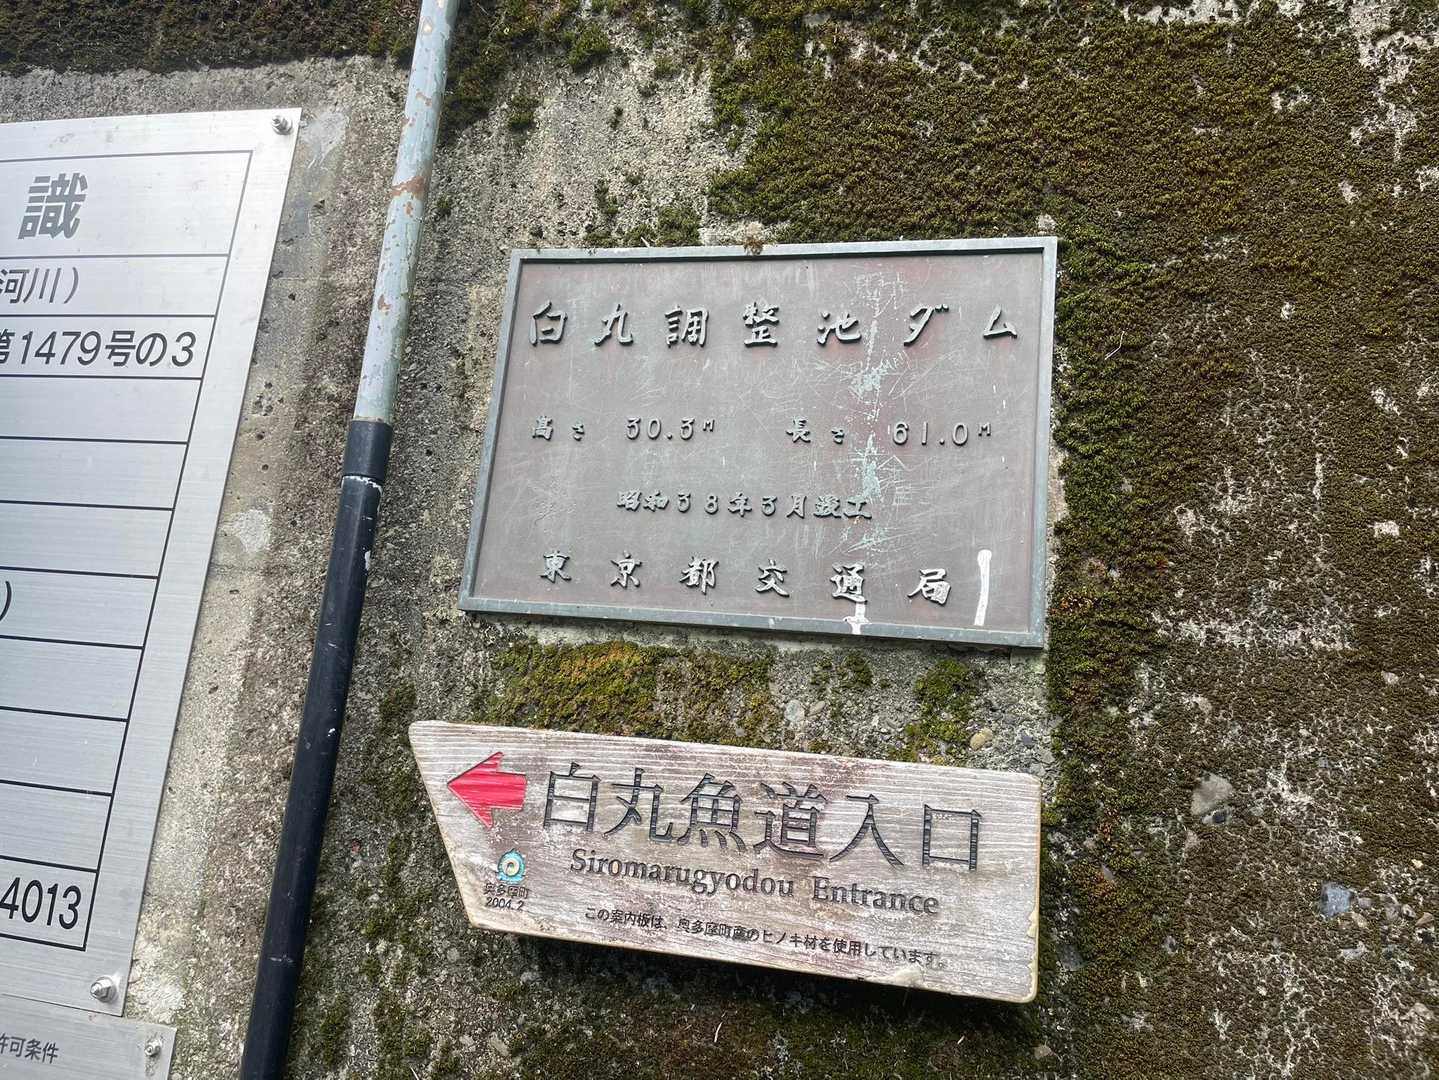 識
河川）
第1479号の3
4013
許可条件
白丸調整池ダム
高さ 30.3M 長さ 61.0M
昭和38年3月竣工
東京都交通局
白丸魚道入口
Siromarugyodou Entrance
奥多摩町
2004.2
この案内板は、奥多摩町産のヒノキ材を使用しています。